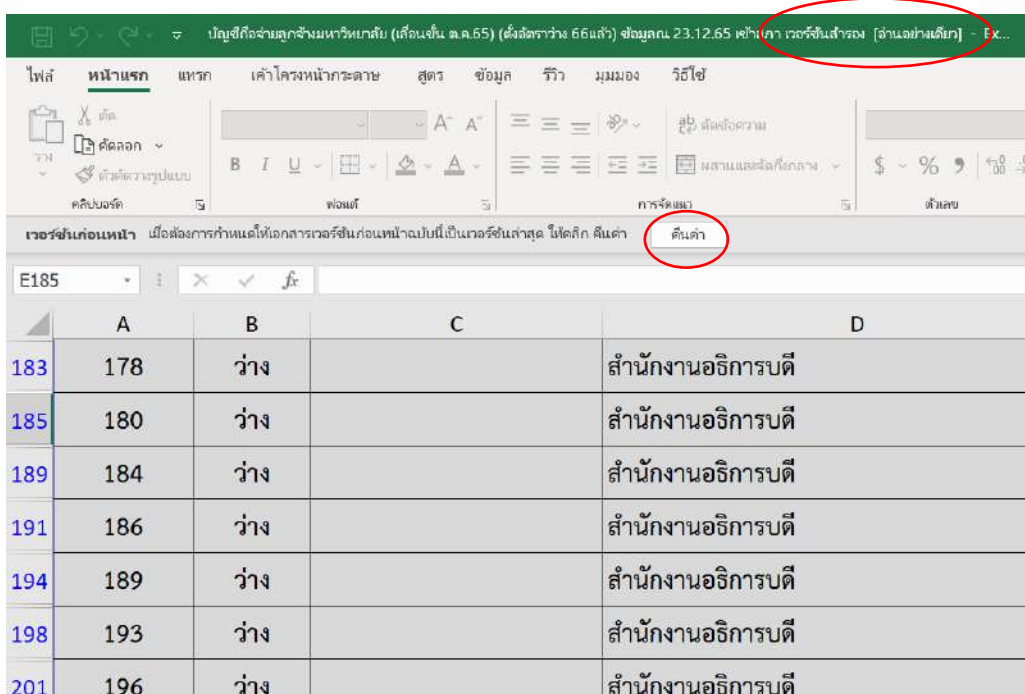 บัญชีถือจ่ายลูกจ้างมหาวิทยาลัย (เลื่อนขั้น ต.ค.65) (ตั้งอัตราว่าง 66แล้ว) ข้อมูลณ 23.12.65 เข้าสภา เวอร์ชันสำรอง [อ่านอย่างเดียว] - Ex...
ไฟล์ หน้าแรก แทรก เค้าโครงหน้ากระดาษ สูตร ข้อมูล รีวิว มุมมอง วิธีใช้
ตัด
คัดลอก
วาง
ตัวคัดวางรูปแบบ
A^ A˅
ab ตัดข้อความ
B I U A
ผสานและจัดกึ่งกลาง
$ % 9
คลิปบอร์ด ฟอนต์ การจัดแนว ตัวเลข
เวอร์ชันก่อนหน้า เมื่อต้องการกำหนดให้เอกสารเวอร์ชันก่อนหน้าฉบับนี้เป็นเวอร์ชันล่าสุด ให้คลิก คืนค่า คืนค่า
E185 fx
A B C D
183 178 ว่าง สำนักงานอธิการบดี
185 180 ว่าง สำนักงานอธิการบดี
189 184 ว่าง สำนักงานอธิการบดี
191 186 ว่าง สำนักงานอธิการบดี
194 189 ว่าง สำนักงานอธิการบดี
198 193 ว่าง สำนักงานอธิการบดี
201 196 ว่าง สำนักงานอธิการบดี